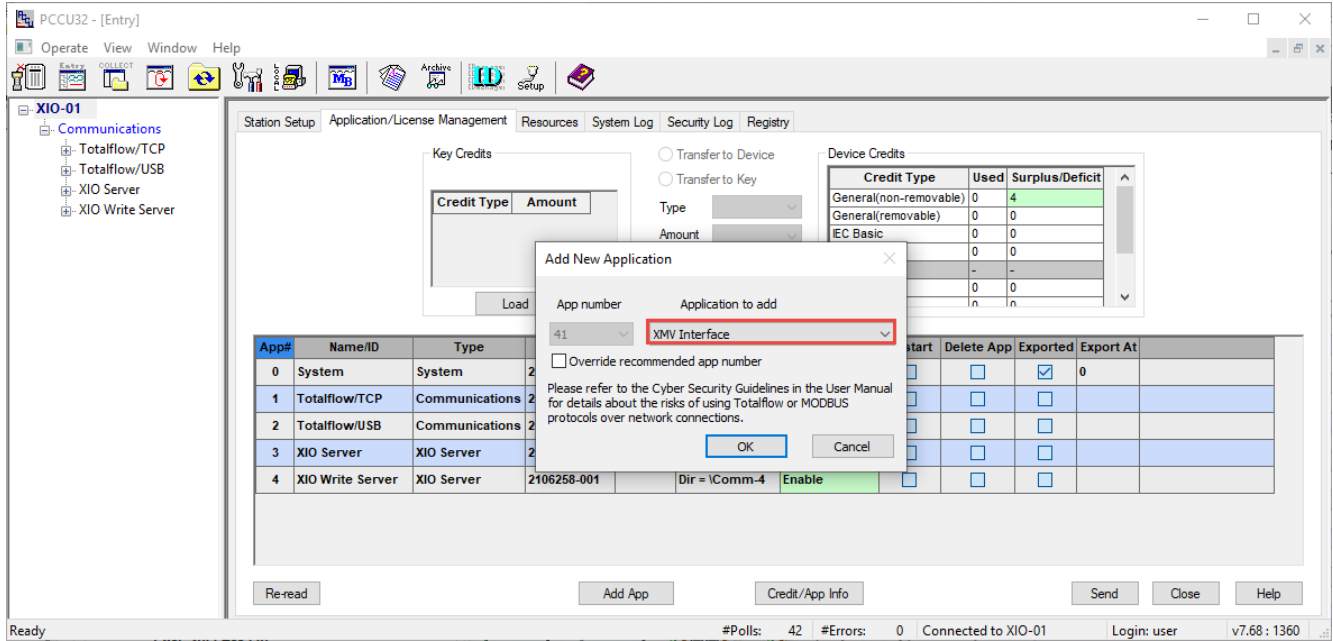 PCCU32 - [Entry]
Operate View Window Help
Entry COLLECT Archive
MB ID Setup
XIO-01
Communications
Totalflow/TCP
Totalflow/USB
XIO Server
XIO Write Server
Station Setup Application/License Management Resources System Log Security Log Registry
Key Credits
Credit Type Amount
Load
Transfer to Device
Transfer to Key
Type
Amount
Device Credits
Credit Type Used Surplus/Deficit
General(non-removable) 0 4
General(removable) 0 0
IEC Basic 0 0
0 0
- -
0 0
0 0
Add New Application
App number Application to add
41 XMV Interface
Override recommended app number
Please refer to the Cyber Security Guidelines in the User Manual
for details about the risks of using Totalflow or MODBUS
protocols over network connections.
OK Cancel
App# Name/ID Type start Delete App Exported Export At
0 System System 2 0
1 Totalflow/TCP Communications 2
2 Totalflow/USB Communications 2
3 XIO Server XIO Server 2
4 XIO Write Server XIO Server 2106258-001 Dir = \Comm-4 Enable
Re-read Add App Credit/App Info Send Close Help
Ready #Polls: 42 #Errors: 0 Connected to XIO-01 Login: user v7.68 : 1360